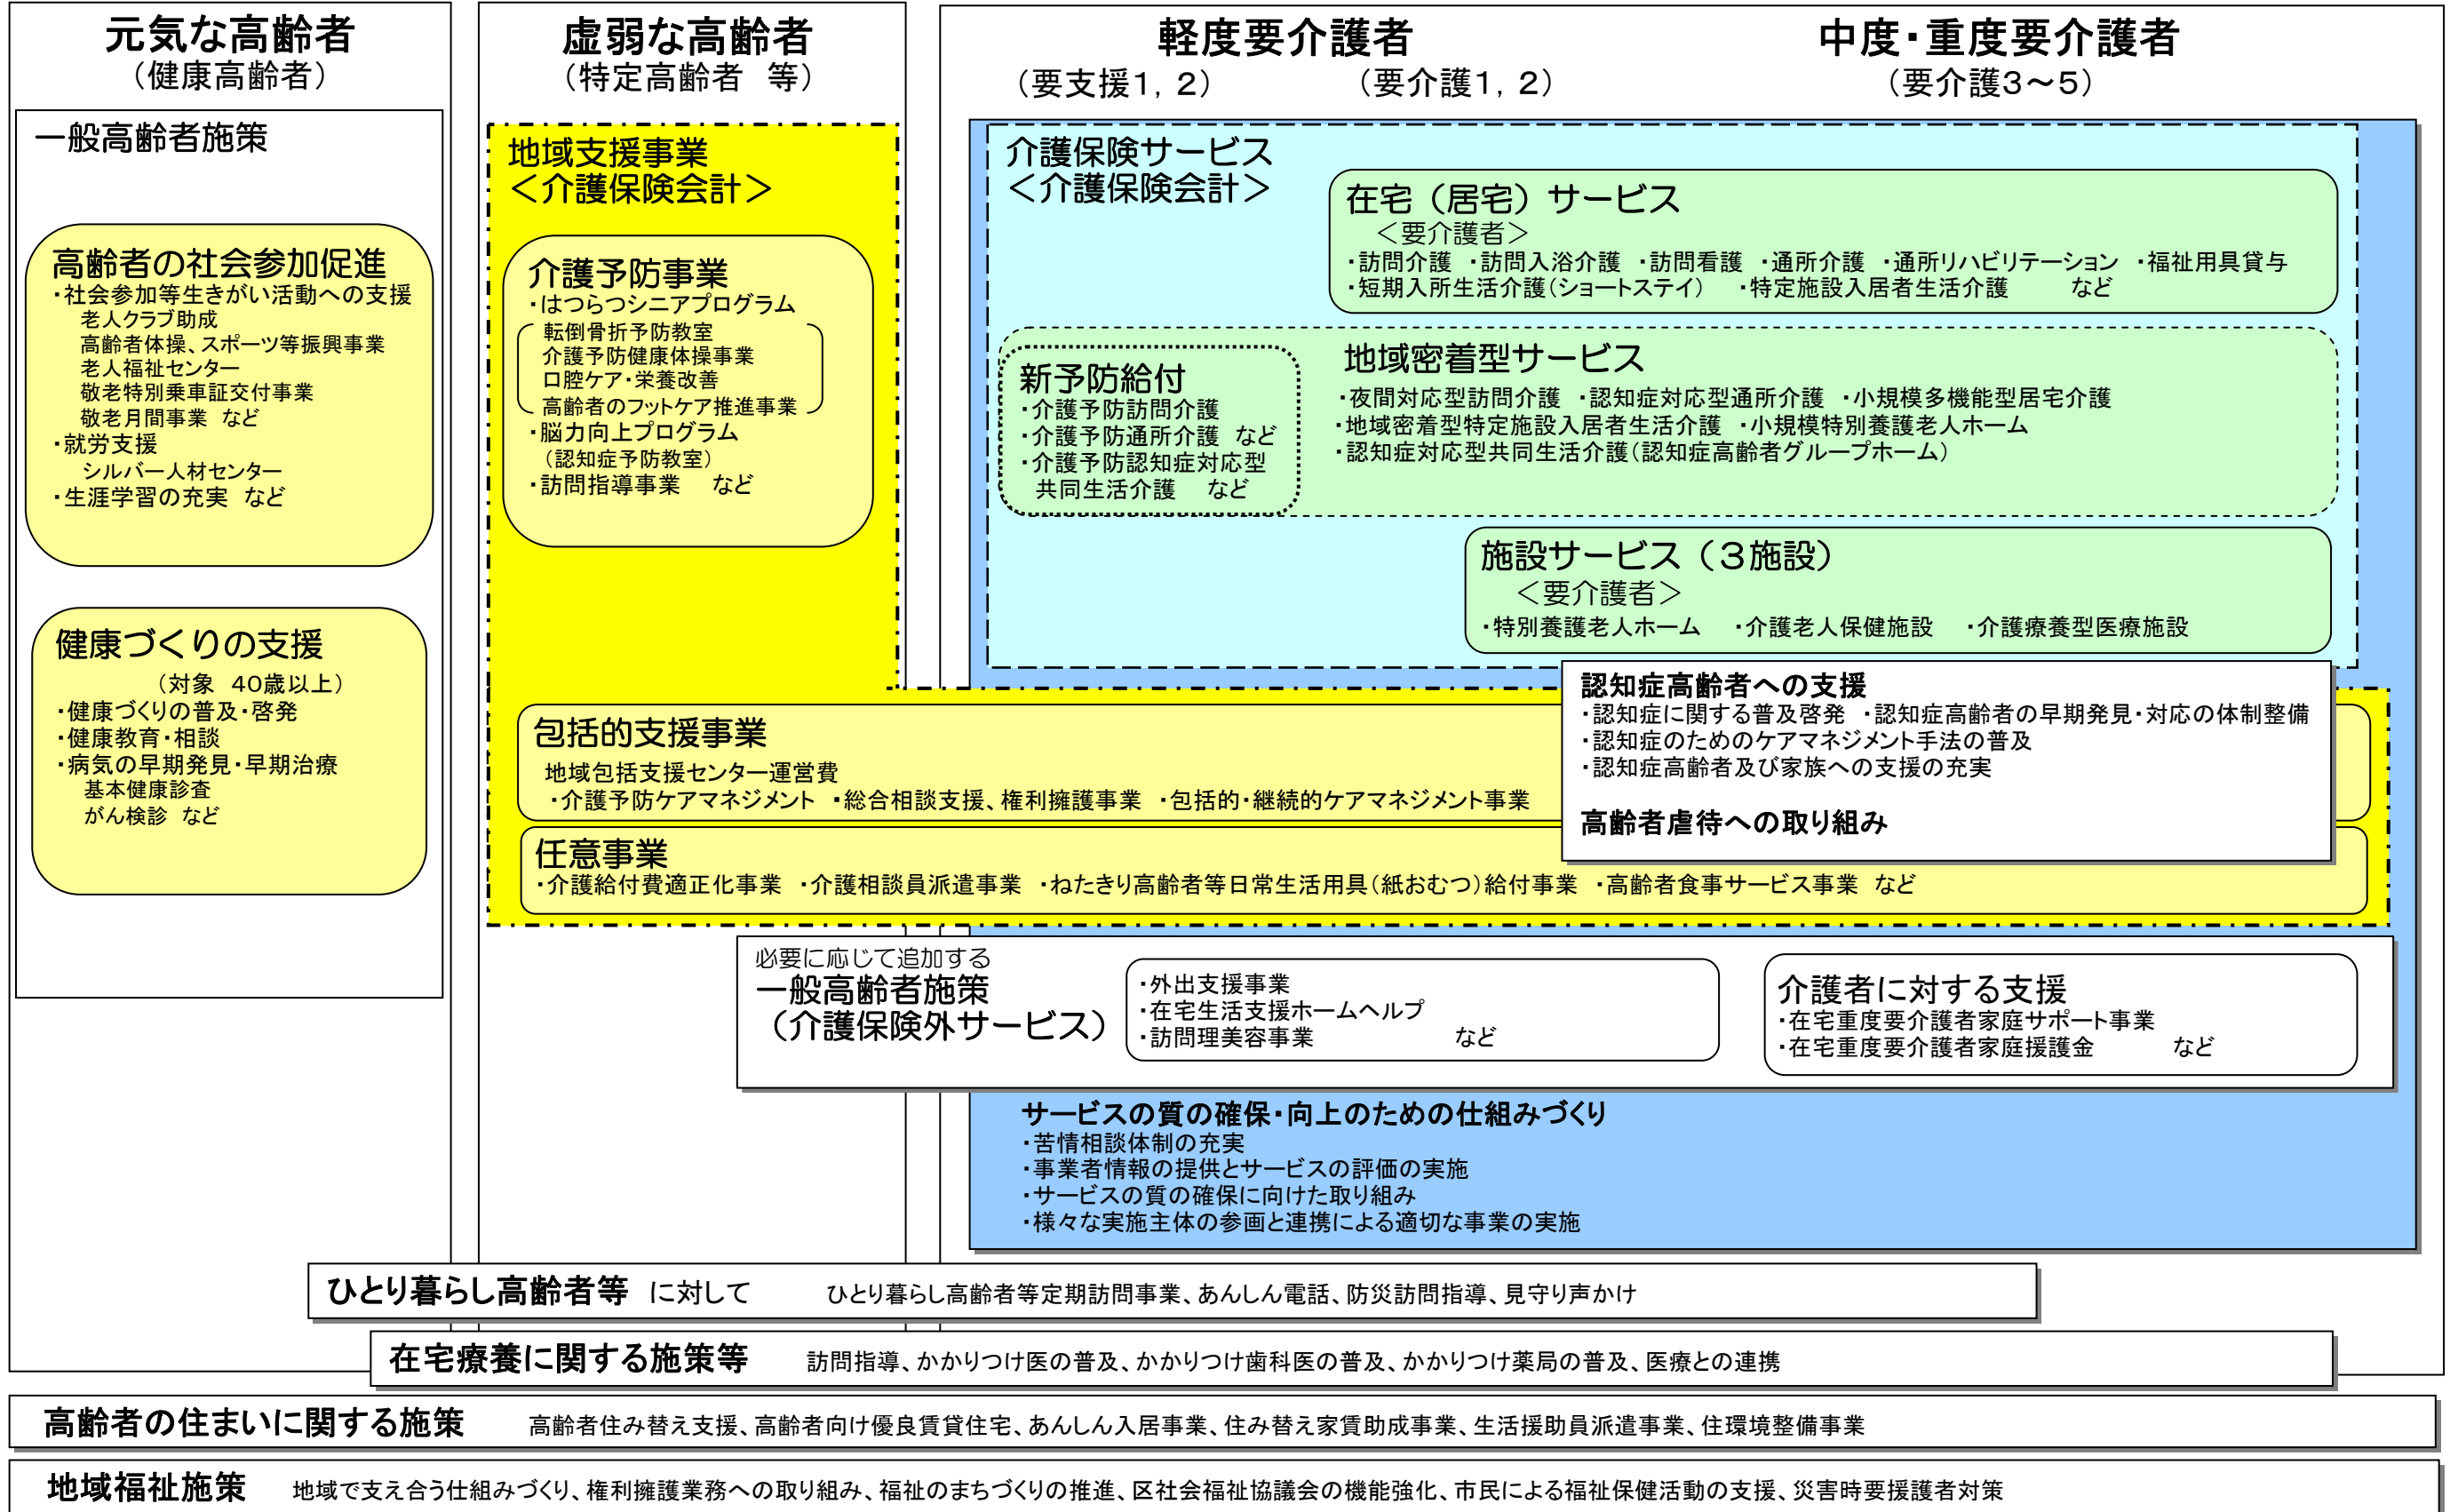 元気な高齢者
（健康高齢者）
一般高齢者施策
高齢者の社会参加促進
・社会参加等生きがい活動への支援
老人クラブ助成
高齢者体操、スポーツ等振興事業
老人福祉センター
敬老特別乗車証交付事業
敬老月間事業 など
・就労支援
シルバー人材センター
・生涯学習の充実 など
健康づくりの支援
（対象 40歳以上）
・健康づくりの普及・啓発
・健康教育・相談
・病気の早期発見・早期治療
基本健康診査
がん検診 など
虚弱な高齢者
（特定高齢者 等）
地域支援事業
＜介護保険会計＞
介護予防事業
・はつらつシニアプログラム
転倒骨折予防教室
介護予防健康体操事業
口腔ケア・栄養改善
高齢者のフットケア推進事業
・脳力向上プログラム
（認知症予防教室）
・訪問指導事業 など
軽度要介護者
（要支援1，2） （要介護1，2）
中度・重度要介護者
（要介護3～5）
介護保険サービス
＜介護保険会計＞
在宅（居宅）サービス
＜要介護者＞
・訪問介護 ・訪問入浴介護 ・訪問看護 ・通所介護 ・通所リハビリテーション ・福祉用具貸与
・短期入所生活介護（ショートステイ） ・特定施設入居者生活介護 など
新予防給付
・介護予防訪問介護
・介護予防通所介護 など
・介護予防認知症対応型
共同生活介護 など
地域密着型サービス
・夜間対応型訪問介護 ・認知症対応型通所介護 ・小規模多機能型居宅介護
・地域密着型特定施設入居者生活介護 ・小規模特別養護老人ホーム
・認知症対応型共同生活介護（認知症高齢者グループホーム）
施設サービス（3施設）
＜要介護者＞
・特別養護老人ホーム ・介護老人保健施設 ・介護療養型医療施設
認知症高齢者への支援
・認知症に関する普及啓発 ・認知症高齢者の早期発見・対応の体制整備
・認知症のためのケアマネジメント手法の普及
・認知症高齢者及び家族への支援の充実
高齢者虐待への取り組み
包括的支援事業
地域包括支援センター運営費
・介護予防ケアマネジメント ・総合相談支援、権利擁護事業 ・包括的・継続的ケアマネジメント事業
任意事業
・介護給付費適正化事業 ・介護相談員派遣事業 ・ねたきり高齢者等日常生活用具（紙おむつ）給付事業 ・高齢者食事サービス事業 など
必要に応じて追加する
一般高齢者施策
（介護保険外サービス）
・外出支援事業
・在宅生活支援ホームヘルプ
・訪問理美容事業 など
介護者に対する支援
・在宅重度要介護者家庭サポート事業
・在宅重度要介護者家庭援護金 など
サービスの質の確保・向上のための仕組みづくり
・苦情相談体制の充実
・事業者情報の提供とサービスの評価の実施
・サービスの質の確保に向けた取り組み
・様々な実施主体の参画と連携による適切な事業の実施
ひとり暮らし高齢者等 に対して ひとり暮らし高齢者等定期訪問事業、あんしん電話、防災訪問指導、見守り声かけ
在宅療養に関する施策等 訪問指導、かかりつけ医の普及、かかりつけ歯科医の普及、かかりつけ薬局の普及、医療との連携
高齢者の住まいに関する施策 高齢者住み替え支援、高齢者向け優良賃貸住宅、あんしん入居事業、住み替え家賃助成事業、生活援助員派遣事業、住環境整備事業
地域福祉施策 地域で支え合う仕組みづくり、権利擁護業務への取り組み、福祉のまちづくりの推進、区社会福祉協議会の機能強化、市民による福祉保健活動の支援、災害時要援護者対策